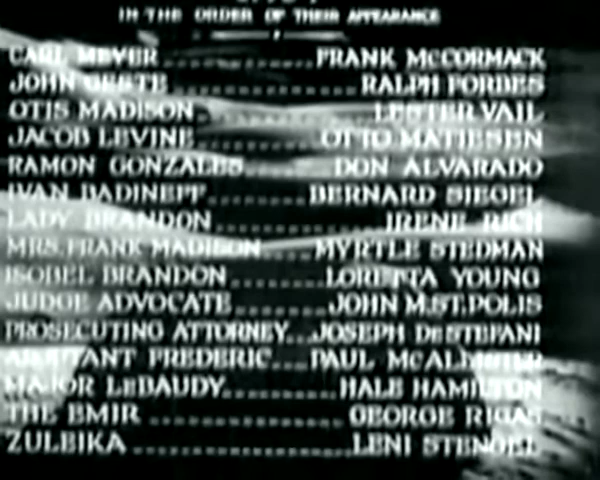 IN THE ORDER OF THEIR APPEARANCE
CARL MEYER FRANK McCORMACK
JOHN GESTE RALPH FORBES
OTIS MADISON LESTER VAIL
JACOB LEVINE OTTO MATIESEN
RAMON GONZALES DON ALVARADO
IVAN BADINEFF BERNARD SIEGEL
LADY BRANDON IRENE RICH
MRS. FRANK MADISON MYRTLE STEDMAN
ISOBEL BRANDON LORETTA YOUNG
JUDGE ADVOCATE JOHN M. ST. POLIS
PROSECUTING ATTORNEY JOSEPH DE STEFANI
FREDERIC PAUL McALLISTER
MAJOR LeBAUDY HALE HAMILTON
THE EMIR GEORGE RIGAS
ZULEIKA LENI STENGEL